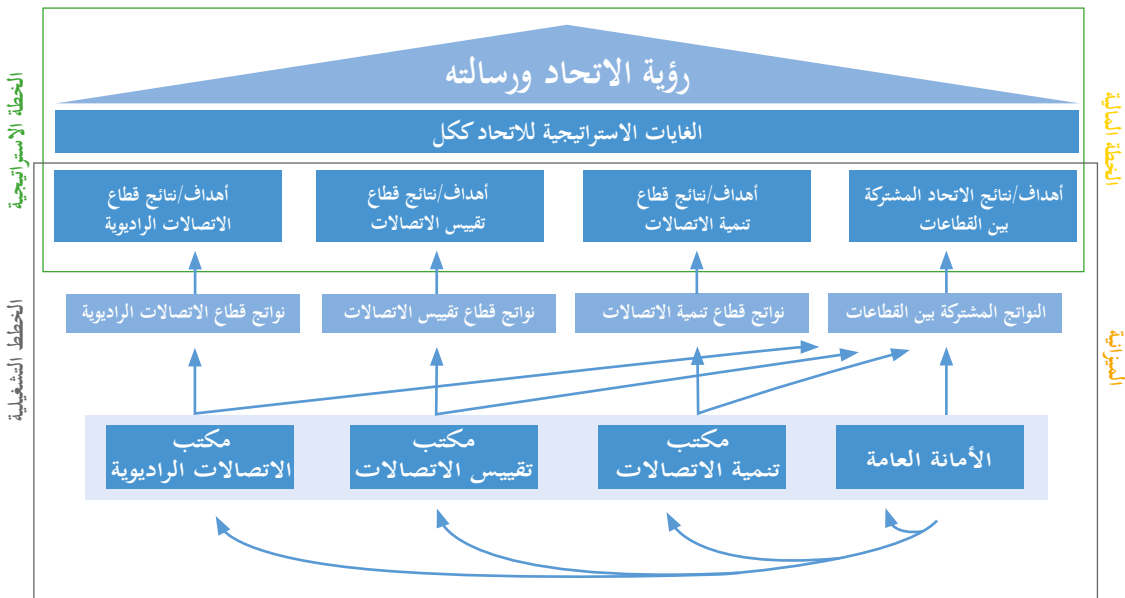 رؤية الاتحاد ورسالته
الغايات الاستراتيجية للاتحاد ككل
الخطة المالية
الخطة الاستراتيجية
أهداف/نتائج الاتحاد المشتركة
بين القطاعات
أهداف/نتائج قطاع
تنمية الاتصالات
أهداف/نتائج قطاع
تقييس الاتصالات
أهداف/نتائج قطاع
الاتصالات الراديوية
النواتج المشتركة بين القطاعات
نواتج قطاع تنمية الاتصالات
نواتج قطاع تقييس الاتصالات
نواتج قطاع الاتصالات الراديوية
الميزانية
الخطط التشغيلية
الأمانة العامة
مكتب
تنمية الاتصالات
مكتب
تقييس الاتصالات
مكتب
الاتصالات الراديوية